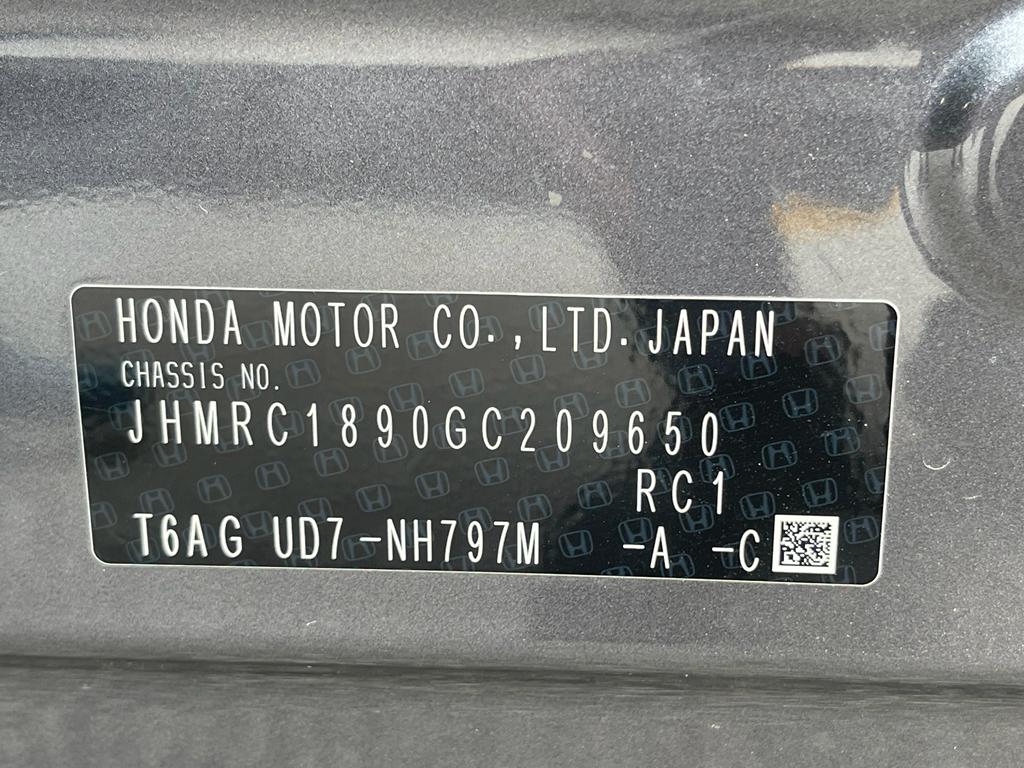 HONDA MOTOR CO.,LTD.JAPAN
CHASSIS NO.
JHMRC1890GC209650
RC1
T6AG UD7-NH797M -A -C